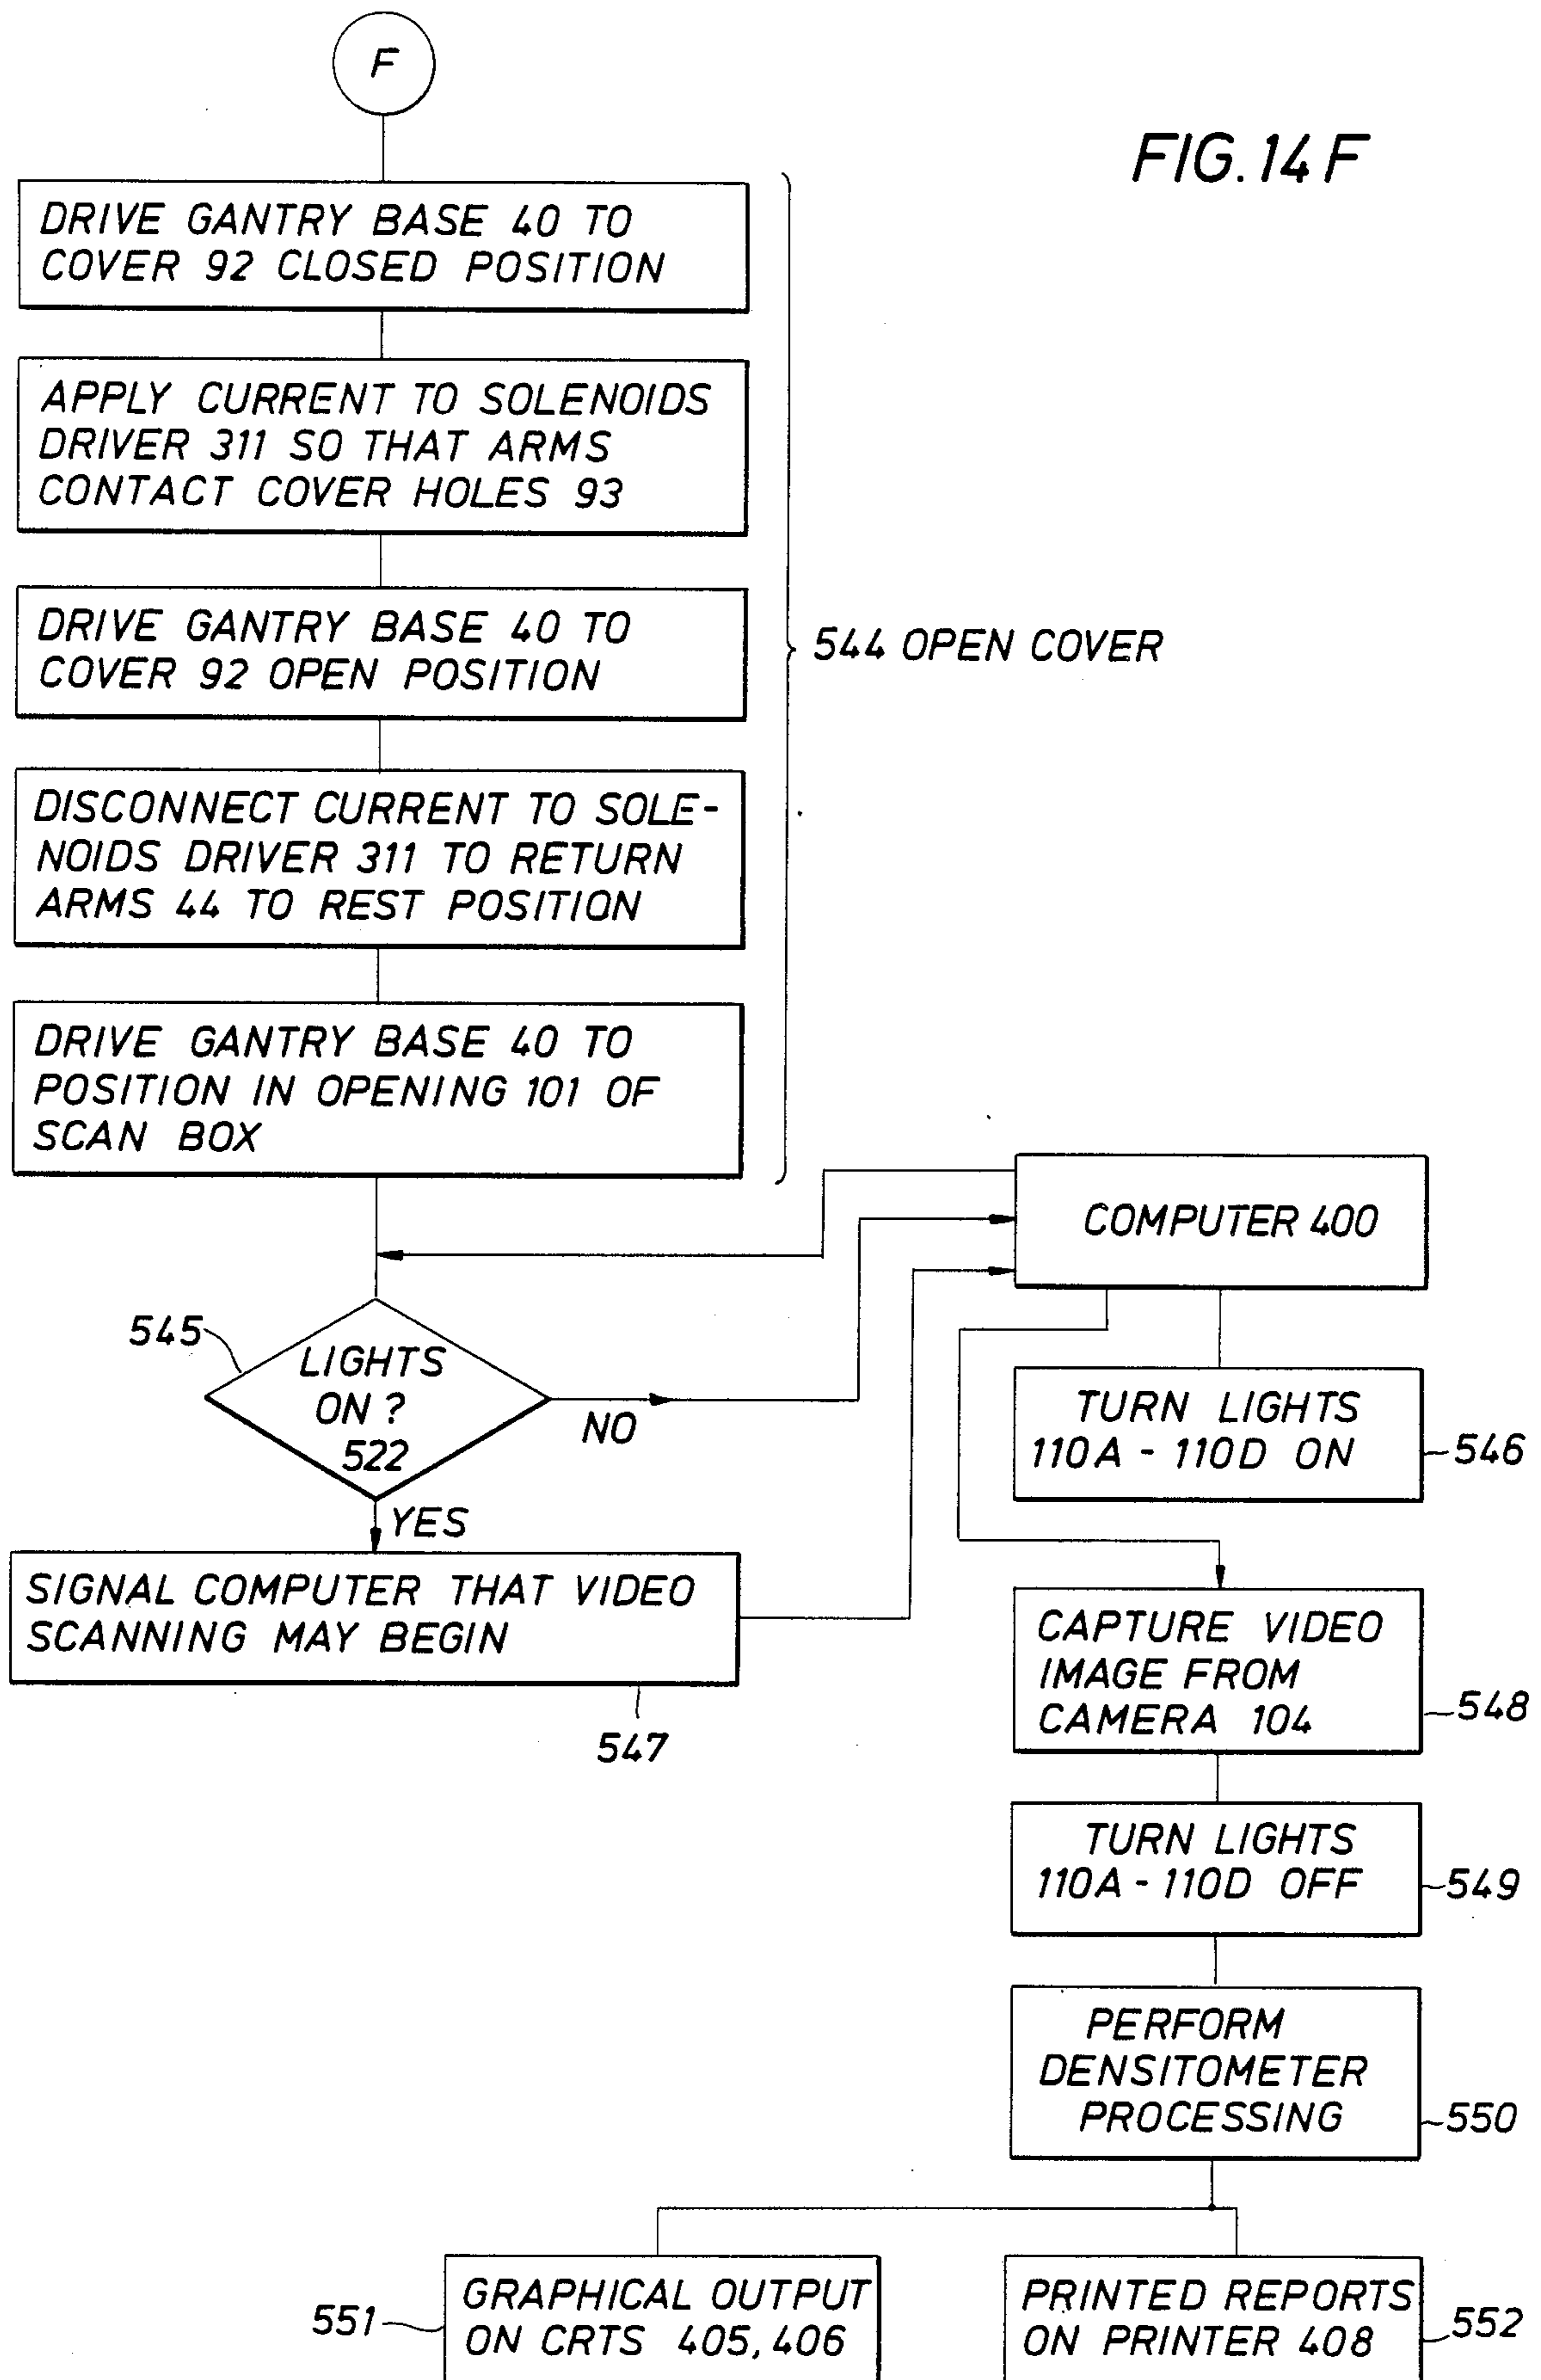 F
FIG. 14F
DRIVE GANTRY BASE 40 TO
COVER 92 CLOSED POSITION
APPLY CURRENT TO SOLENOIDS
DRIVER 311 SO THAT ARMS
CONTACT COVER HOLES 93
DRIVE GANTRY BASE 40 TO
COVER 92 OPEN POSITION
544 OPEN COVER
DISCONNECT CURRENT TO SOLE-
NOIDS DRIVER 311 TO RETURN
ARMS 44 TO REST POSITION
DRIVE GANTRY BASE 40 TO
POSITION IN OPENING 101 OF
SCAN BOX
COMPUTER 400
545
LIGHTS
ON ?
522
NO
YES
TURN LIGHTS
110A - 110D ON
546
SIGNAL COMPUTER THAT VIDEO
SCANNING MAY BEGIN
547
CAPTURE VIDEO
IMAGE FROM
CAMERA 104
548
TURN LIGHTS
110A - 110D OFF
549
PERFORM
DENSITOMETER
PROCESSING
550
551
GRAPHICAL OUTPUT
ON CRTS 405, 406
PRINTED REPORTS
ON PRINTER 408
552